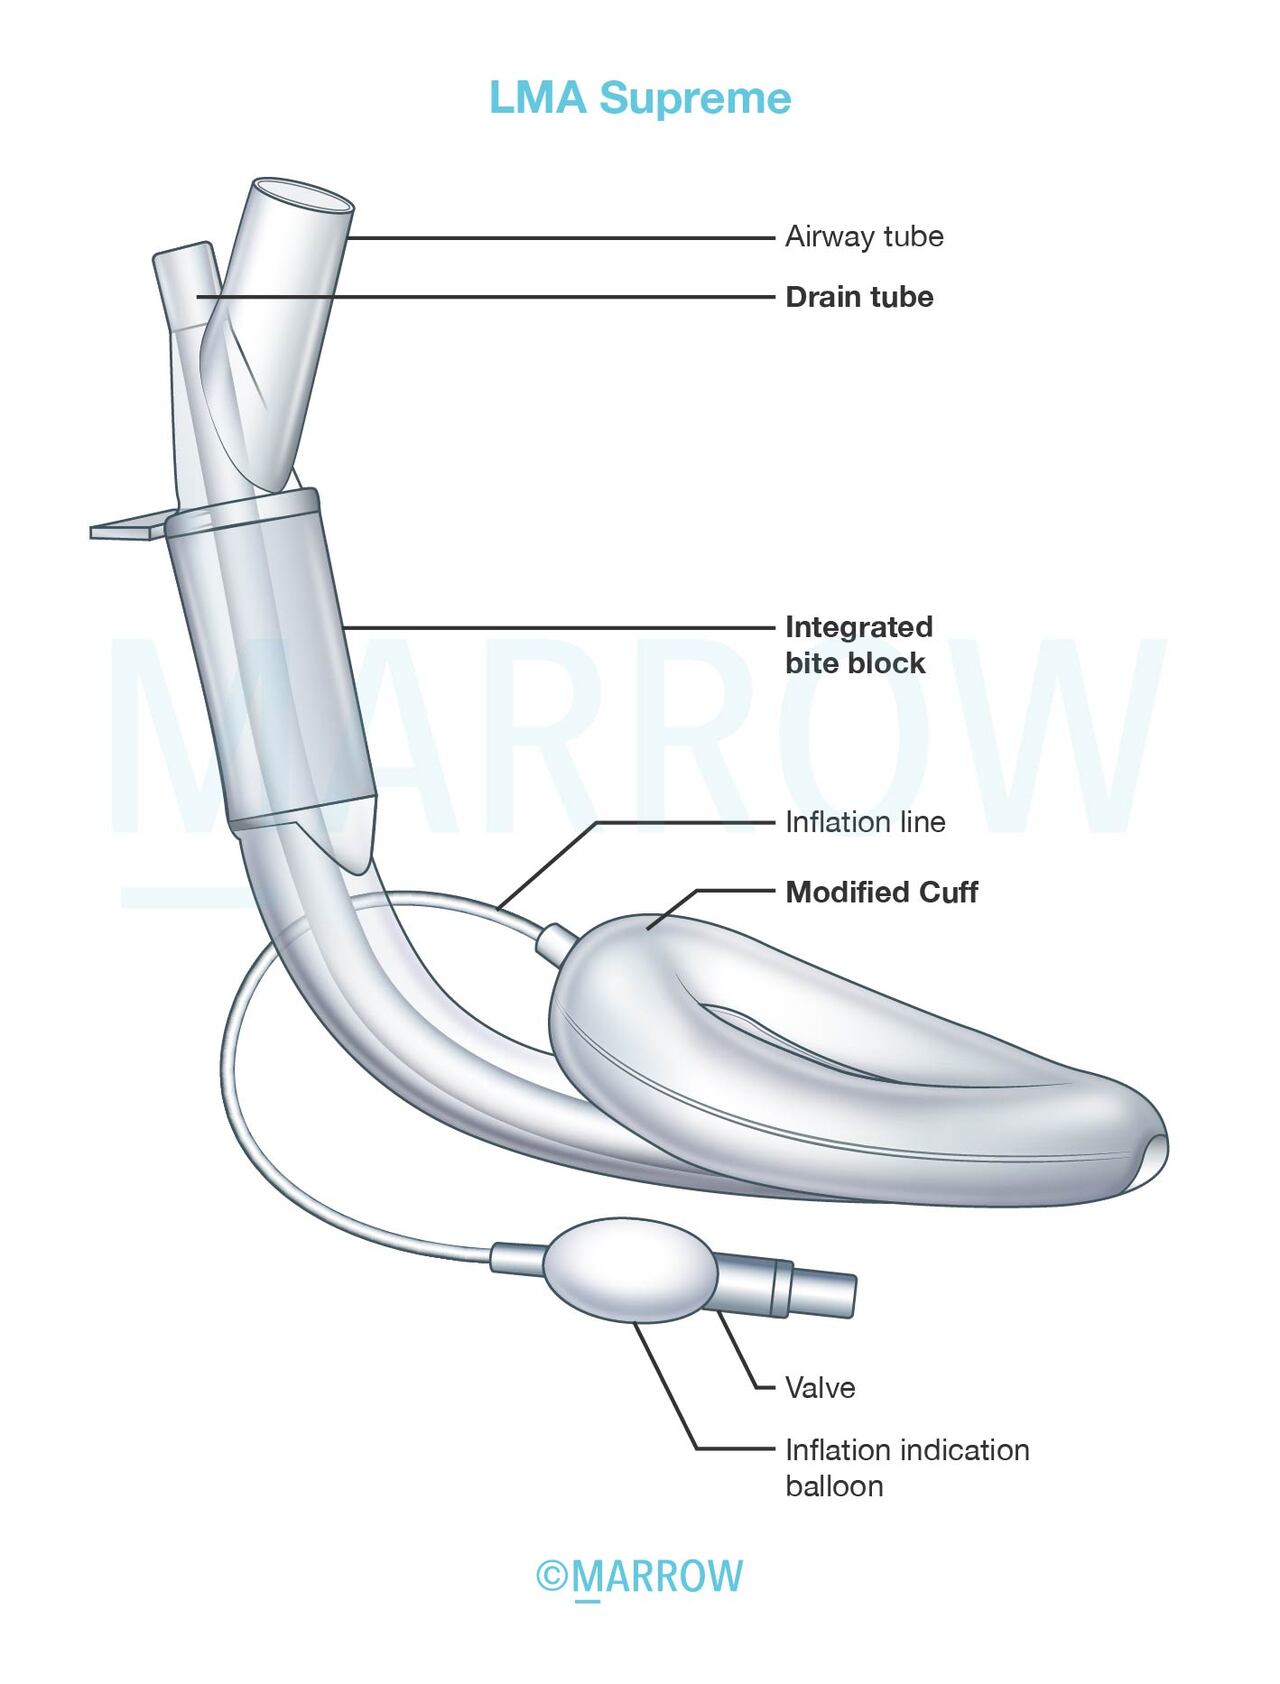 LMA Supreme
Airway tube
Drain tube
Integrated
bite block
MARROW
Inflation line
Modified Cuff
Valve
Inflation indication
balloon
©MARROW